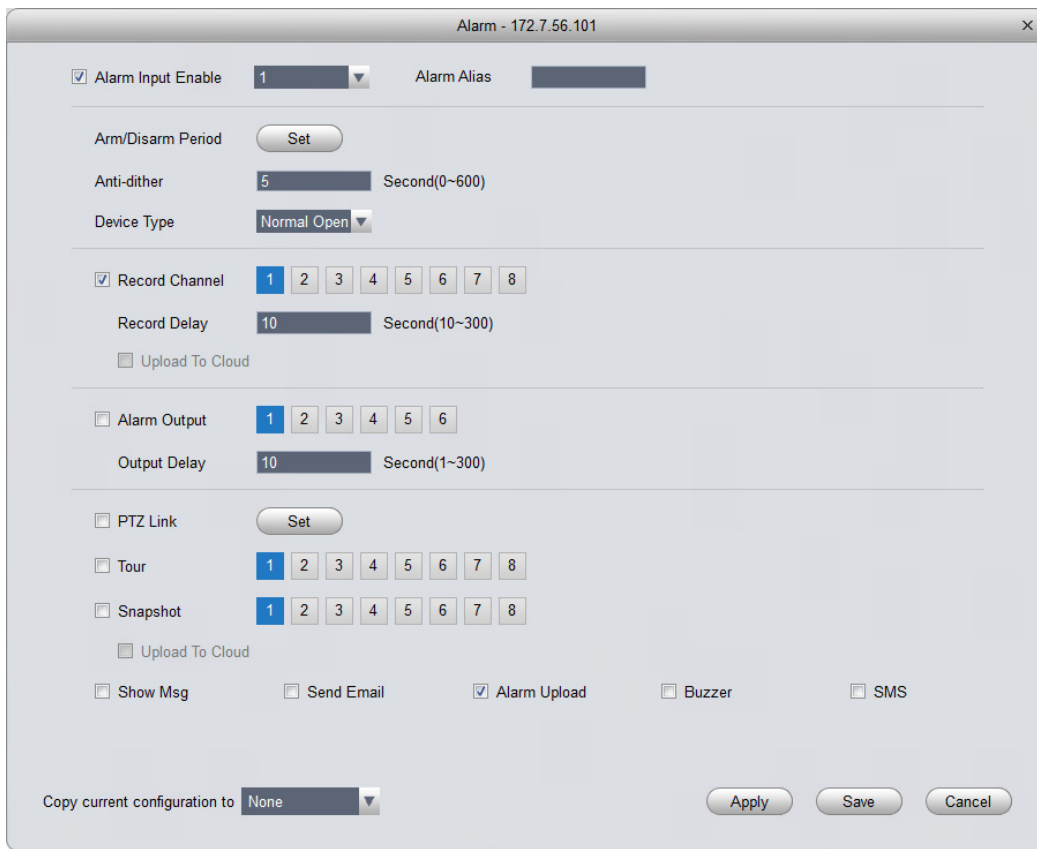 Alarm - 172.7.56.101
Alarm Input Enable 1 Alarm Alias
Arm/Disarm Period Set
Anti-dither 5 Second(0~600)
Device Type Normal Open
Record Channel 1 2 3 4 5 6 7 8
Record Delay 10 Second(10~300)
Upload To Cloud
Alarm Output 1 2 3 4 5 6
Output Delay 10 Second(1~300)
PTZ Link Set
Tour 1 2 3 4 5 6 7 8
Snapshot 1 2 3 4 5 6 7 8
Upload To Cloud
Show Msg Send Email Alarm Upload Buzzer SMS
Copy current configuration to None Apply Save Cancel